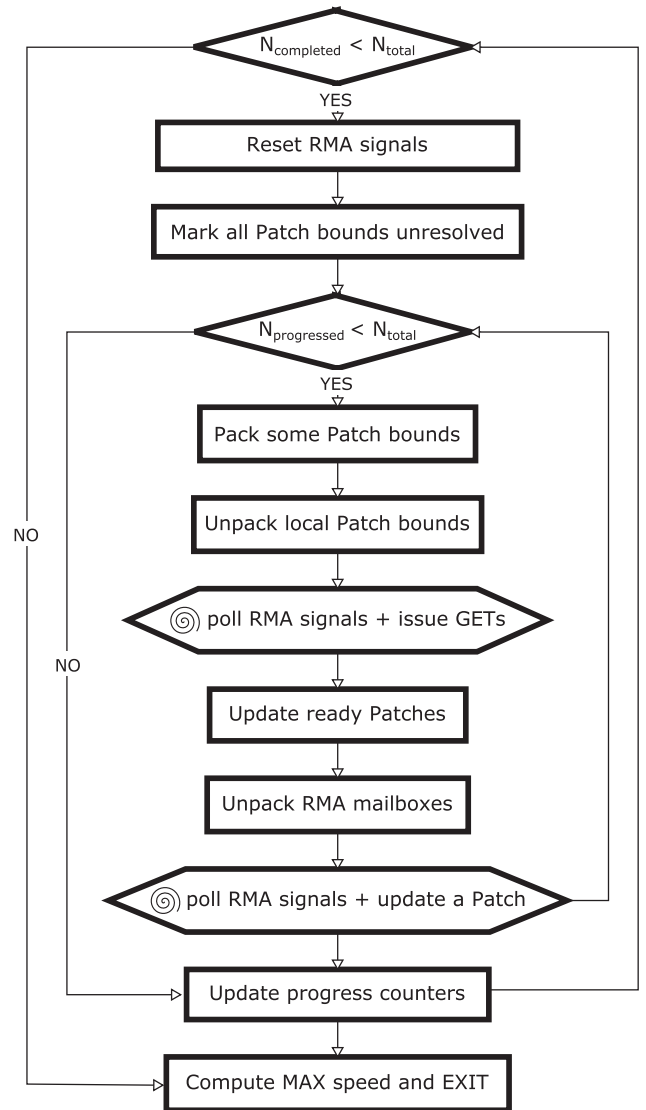 N_completed < N_total
YES
Reset RMA signals
Mark all Patch bounds unresolved
N_progressed < N_total
YES
Pack some Patch bounds
Unpack local Patch bounds
NO
poll RMA signals + issue GETs
NO
Update ready Patches
Unpack RMA mailboxes
poll RMA signals + update a Patch
Update progress counters
Compute MAX speed and EXIT